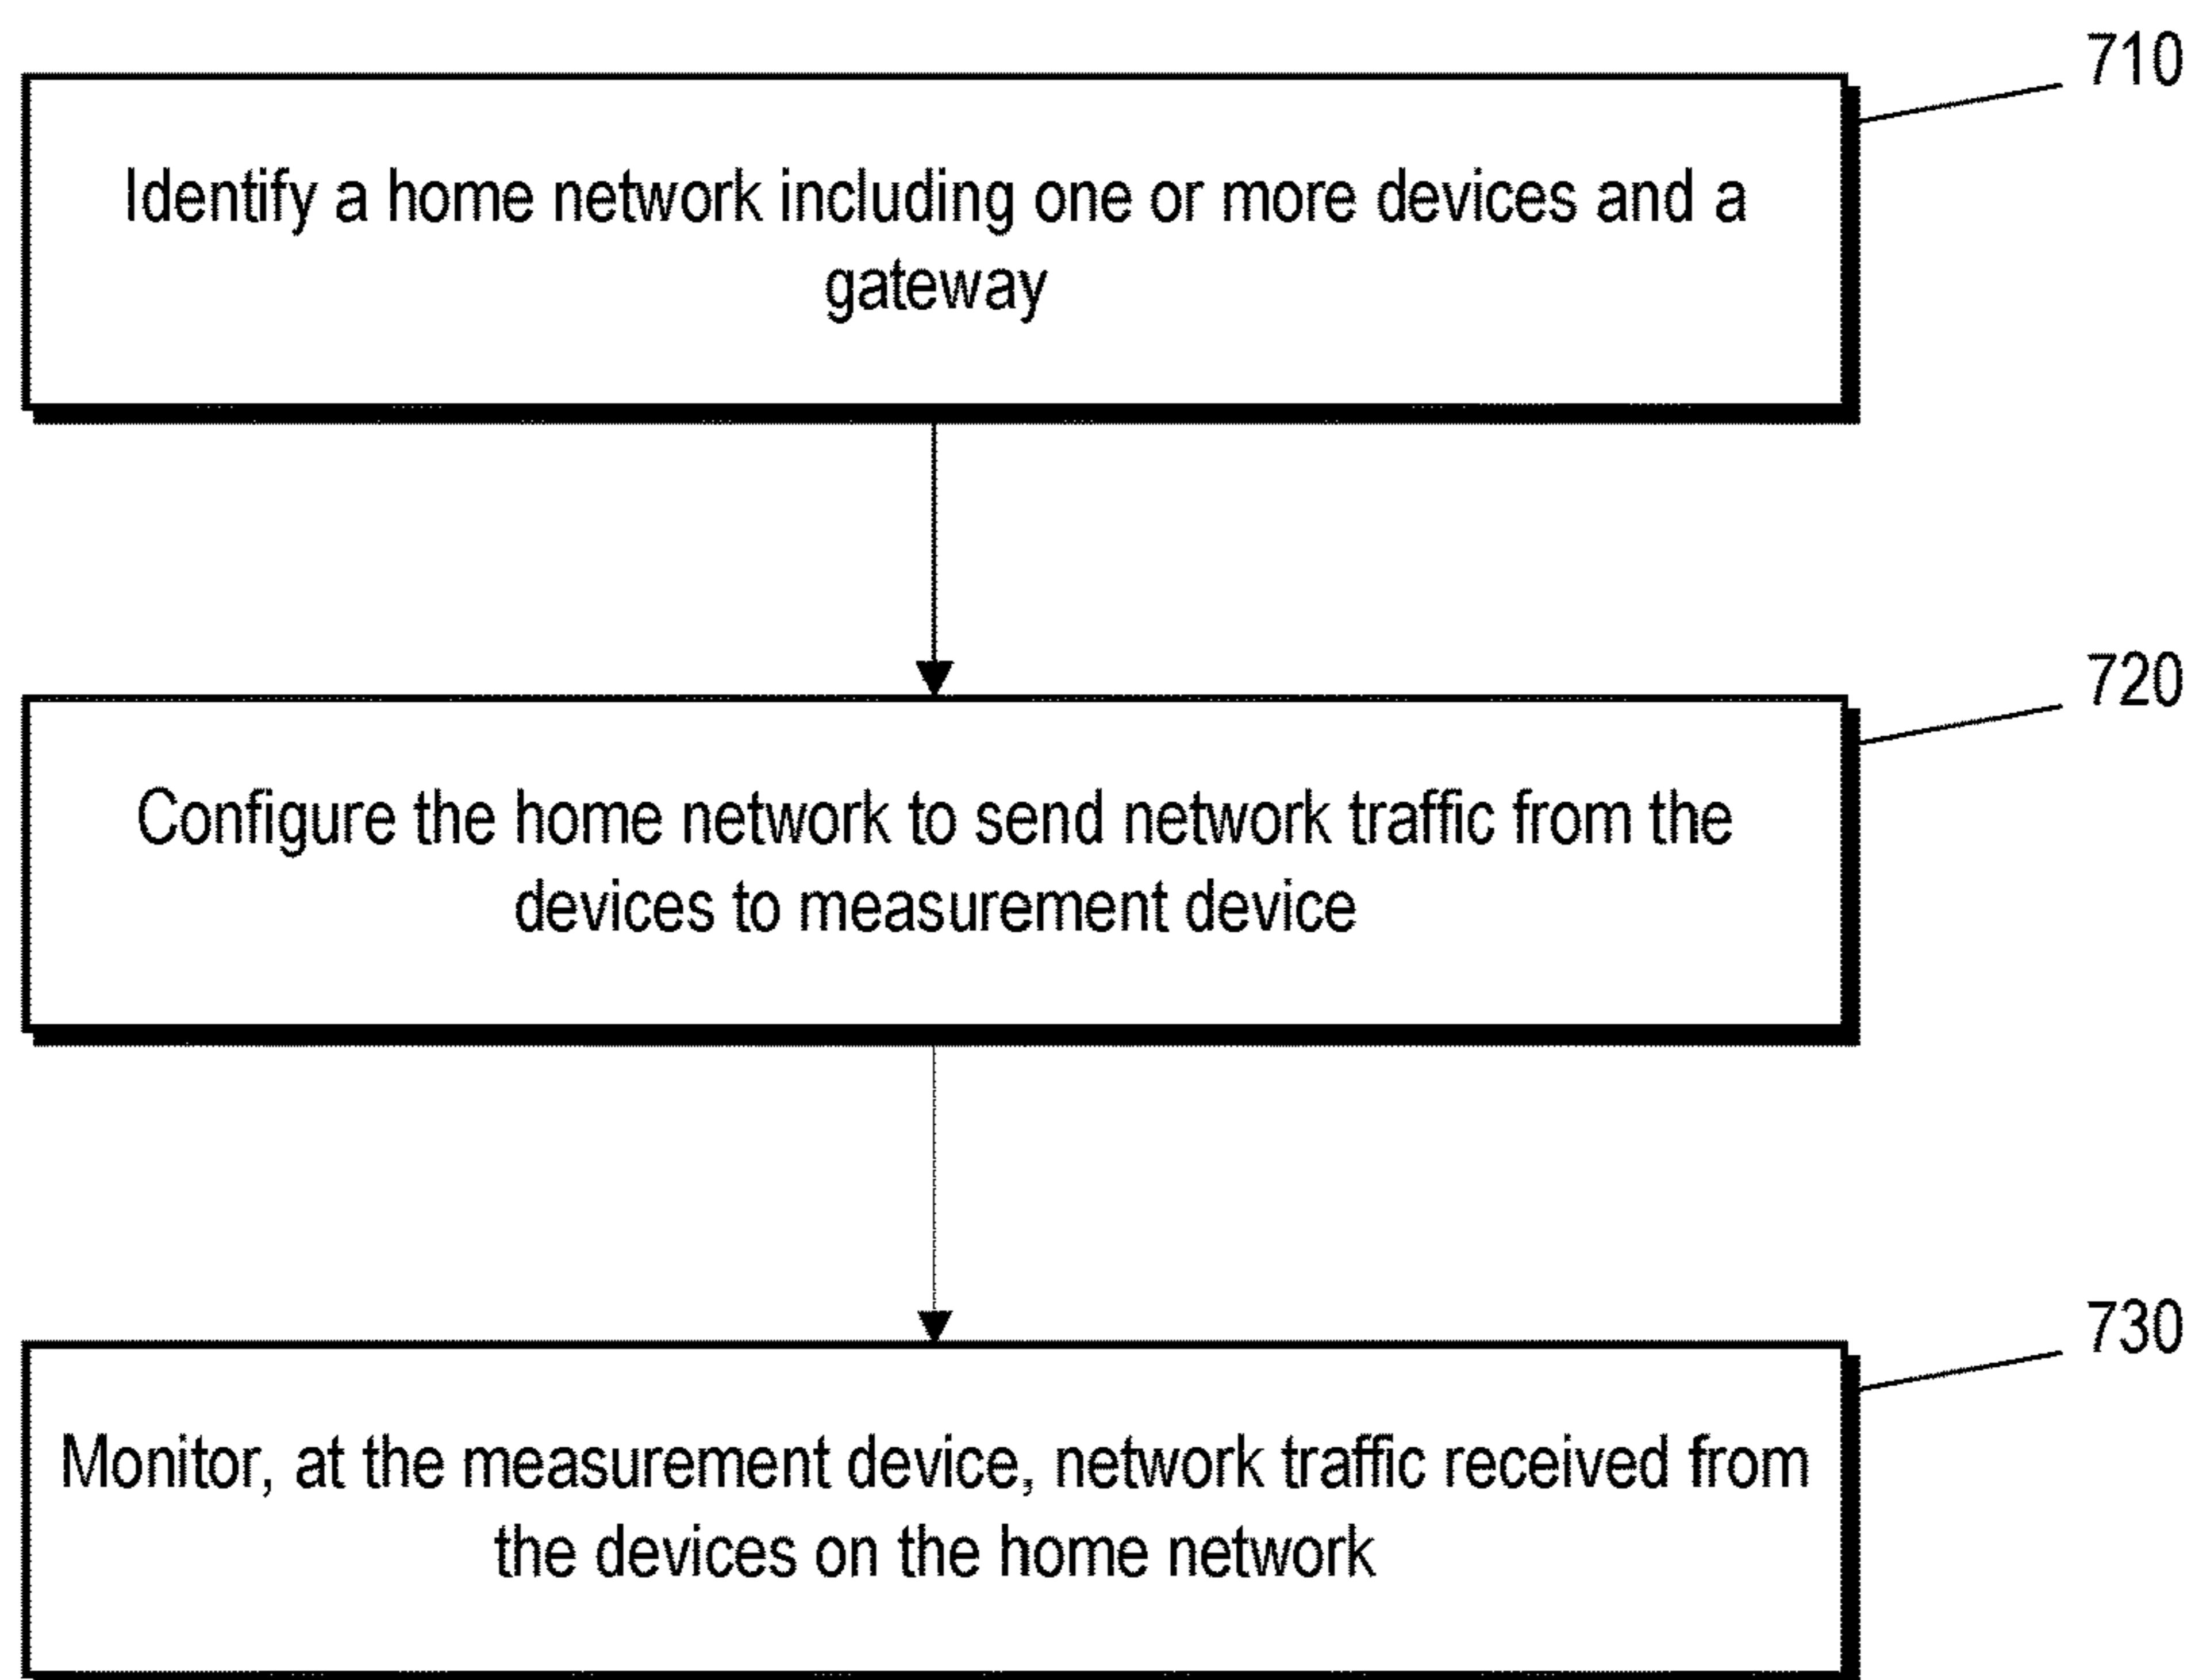 710
Identify a home network including one or more devices and a
gateway
720
Configure the home network to send network traffic from the
devices to measurement device
730
Monitor, at the measurement device, network traffic received from
the devices on the home network